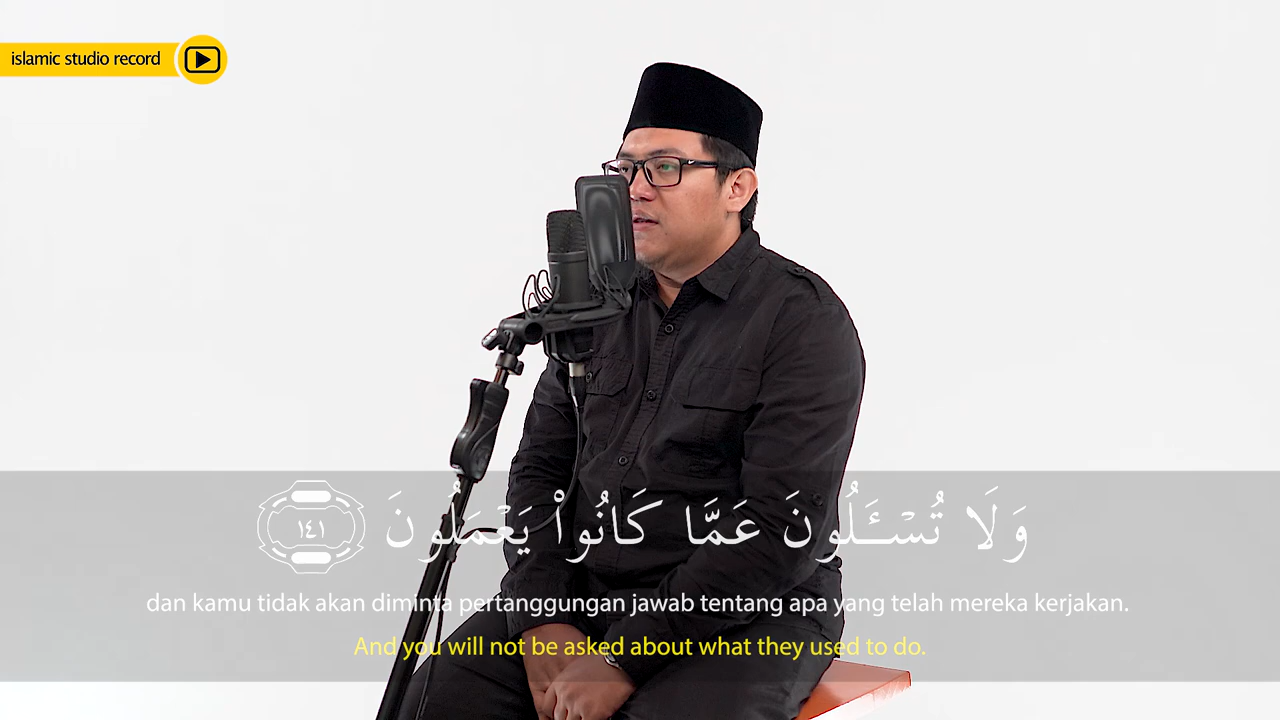 islamic studio record
وَلَا تُسْـَٔلُونَ عَمَّا كَانُوا۟ يَعْمَلُونَ ١٤١
dan kamu tidak akan diminta pertanggungan jawab tentang apa yang telah mereka kerjakan.
And you will not be asked about what they used to do.